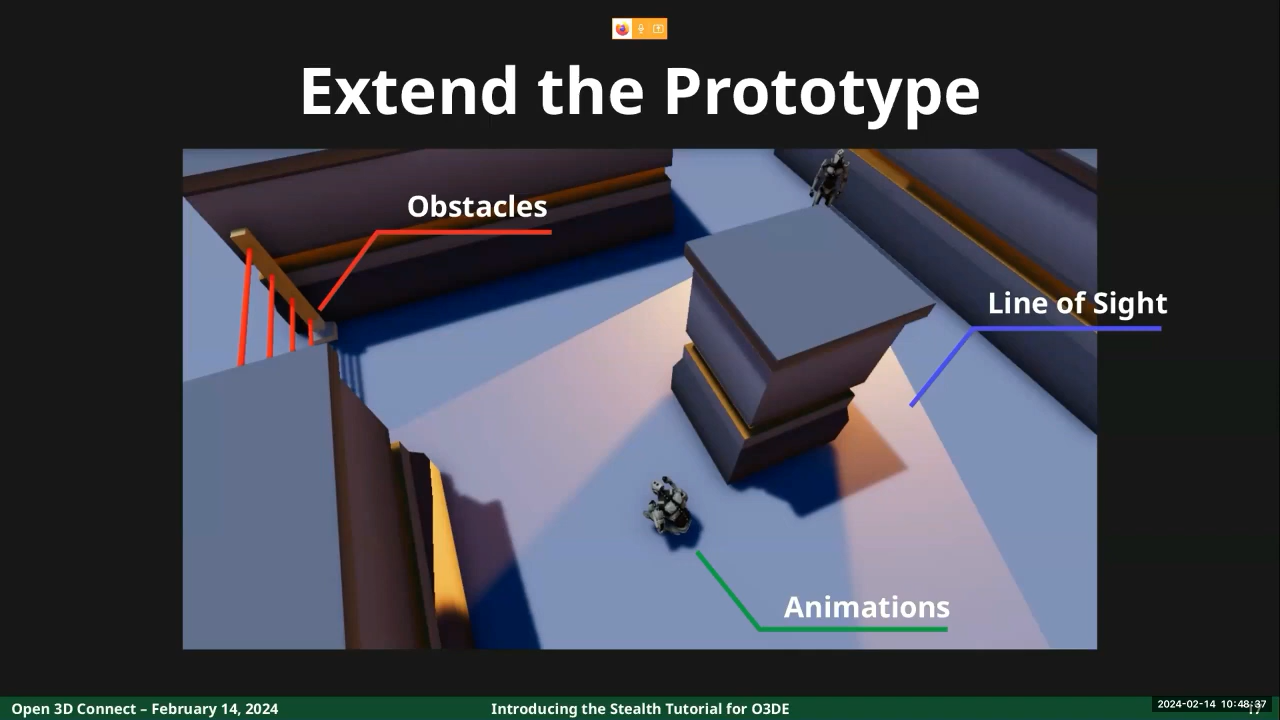 Extend the Prototype
Obstacles
Line of Sight
Animations
Open 3D Connect – February 14, 2024
Introducing the Stealth Tutorial for O3DE
2024-02-14 10:48:37